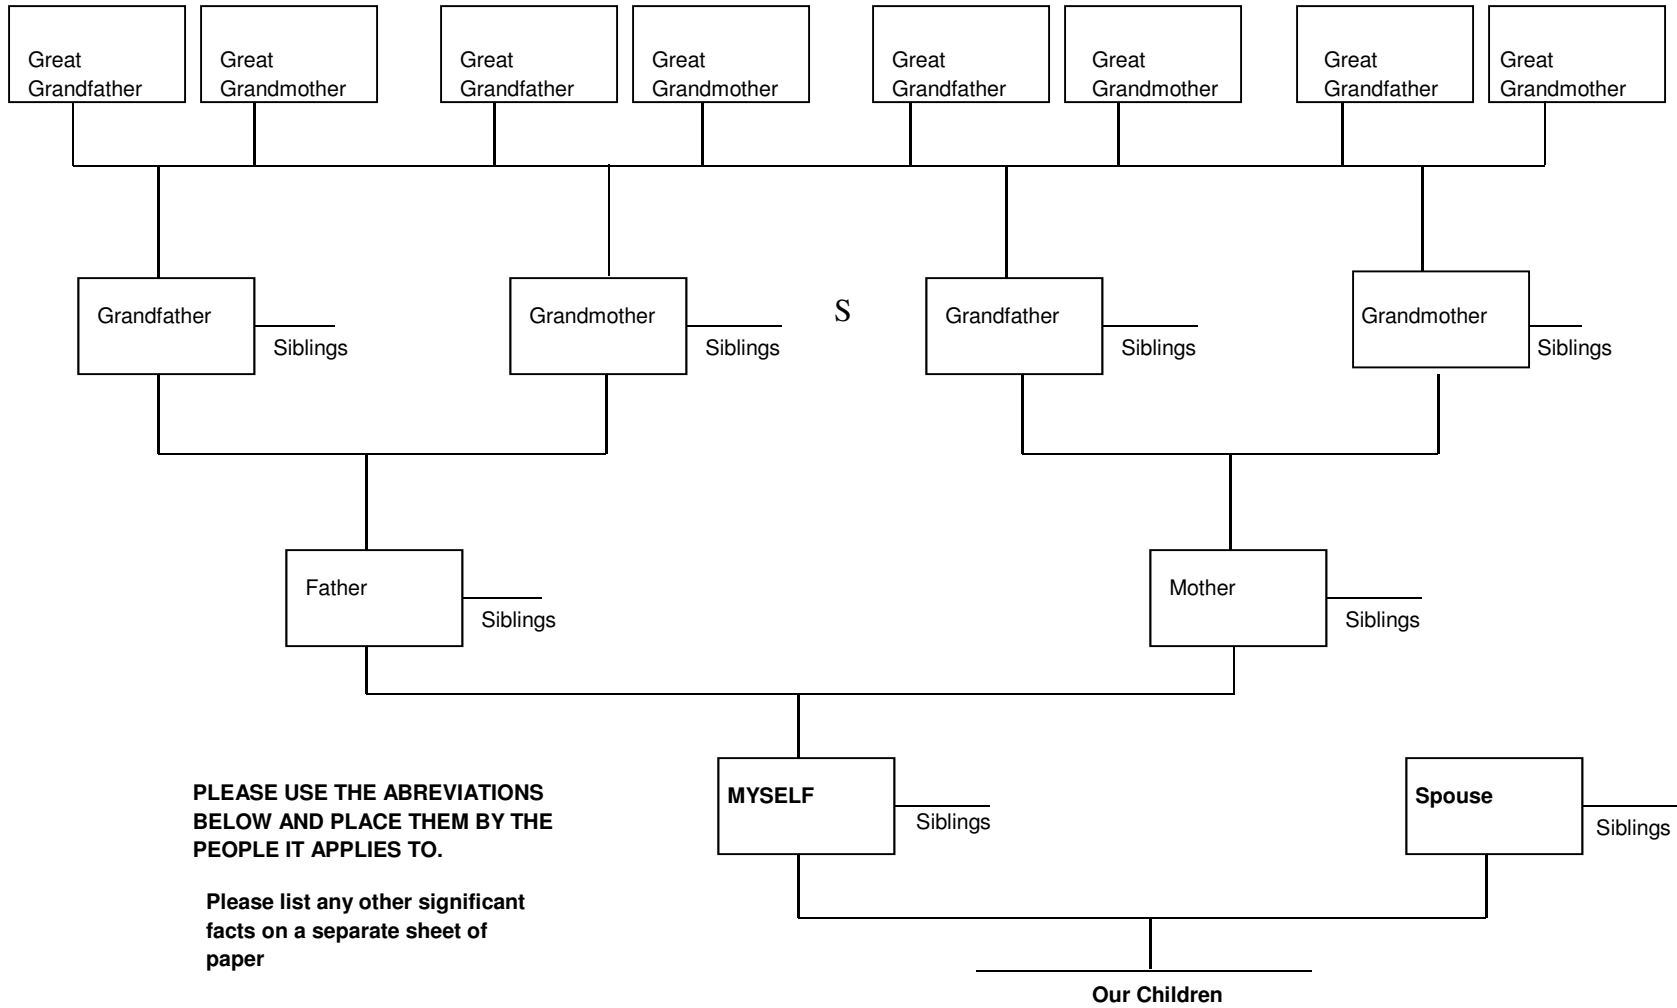 Great Grandfather
Great Grandmother
Great Grandfather
Great Grandmother
Great Grandfather
Great Grandmother
Great Grandfather
Great Grandmother
Grandfather
Siblings
Grandmother
Siblings
S
Grandfather
Siblings
Grandmother
Siblings
Father
Siblings
Mother
Siblings
MYSELF
Siblings
Spouse
Siblings
PLEASE USE THE ABREVIATIONS
BELOW AND PLACE THEM BY THE
PEOPLE IT APPLIES TO.
Please list any other significant
facts on a separate sheet of
paper
Our Children